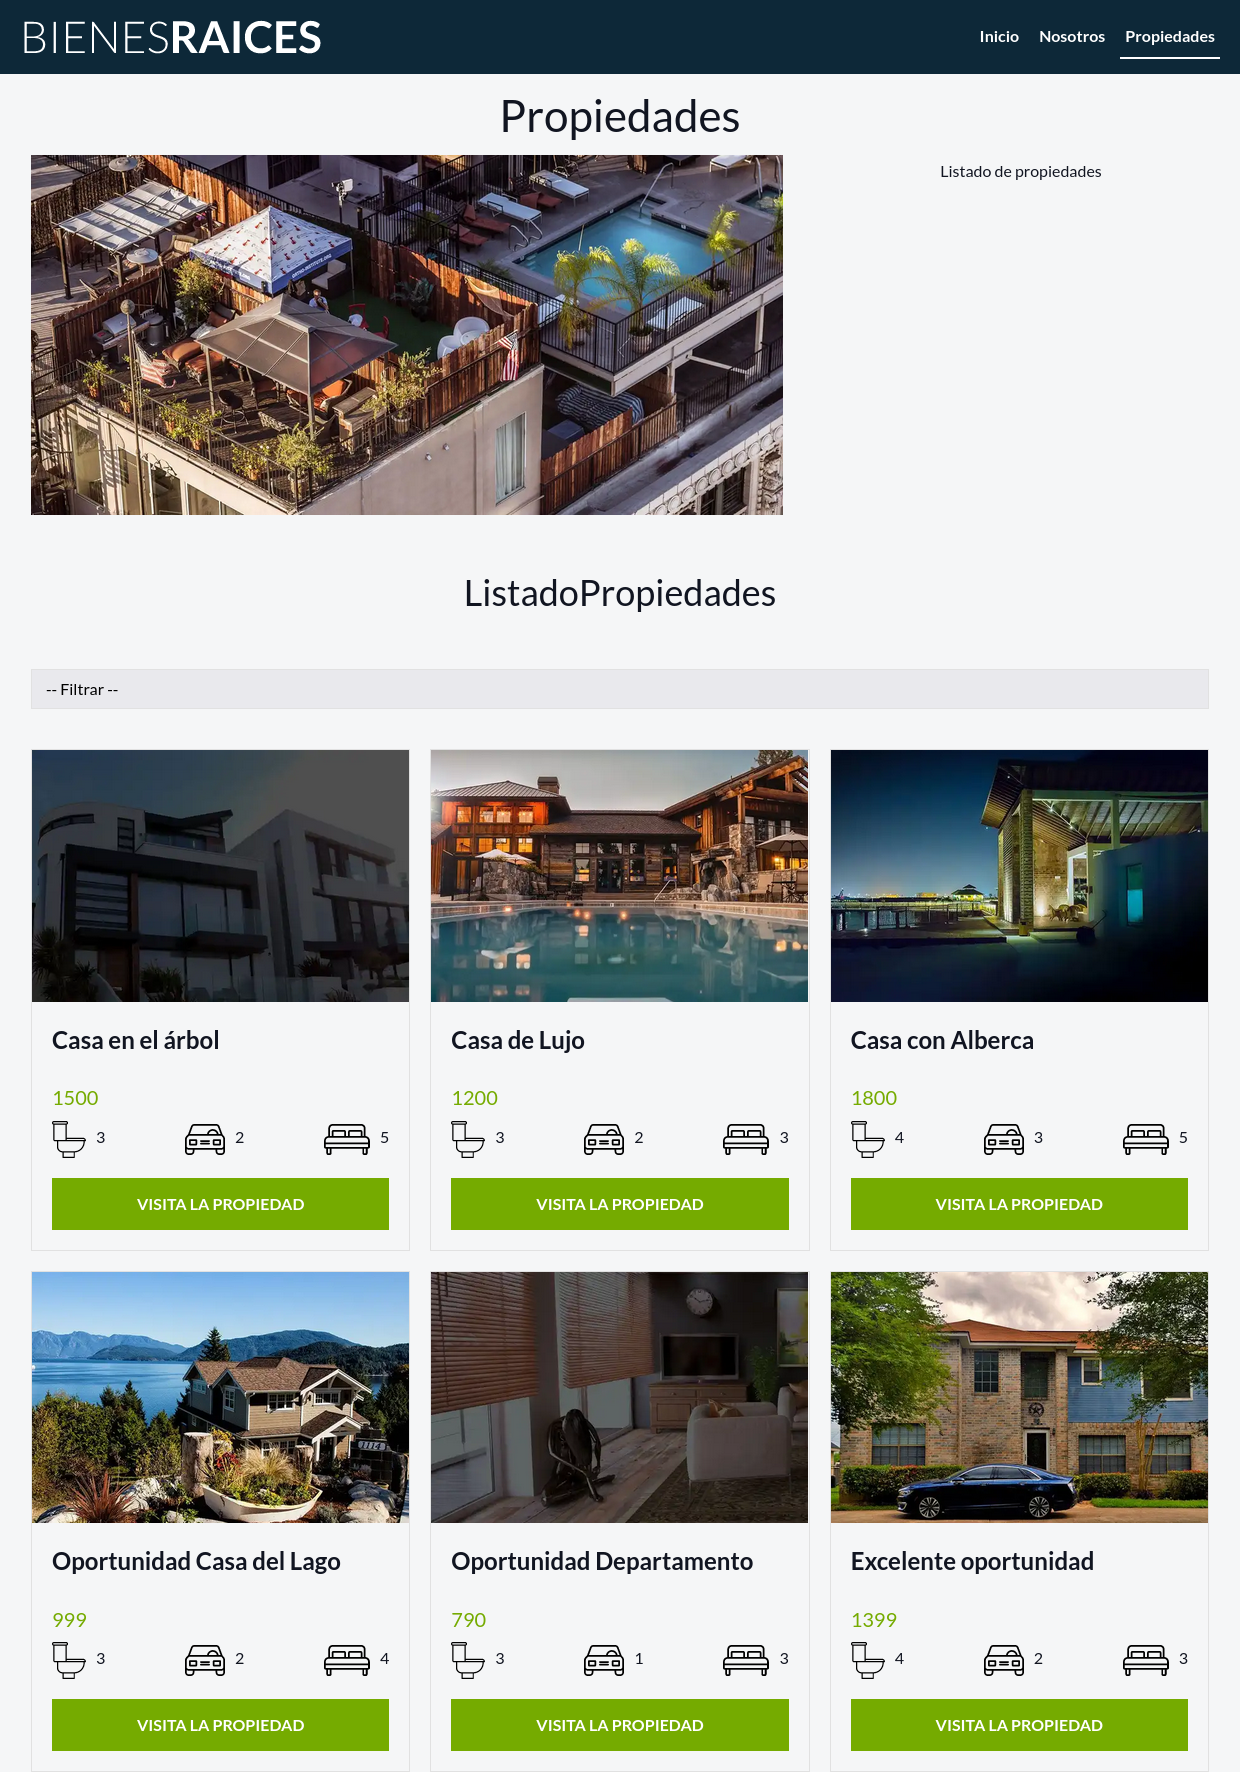 BIENESRAICES
Inicio Nosotros Propiedades
Propiedades
Listado de propiedades
ListadoPropiedades
-- Filtrar --
Casa en el árbol
1500
3 2 5
VISITA LA PROPIEDAD
Casa de Lujo
1200
3 2 3
VISITA LA PROPIEDAD
Casa con Alberca
1800
4 3 5
VISITA LA PROPIEDAD
1114
Oportunidad Casa del Lago
999
3 2 4
VISITA LA PROPIEDAD
Oportunidad Departamento
790
3 1 3
VISITA LA PROPIEDAD
Excelente oportunidad
1399
4 2 3
VISITA LA PROPIEDAD